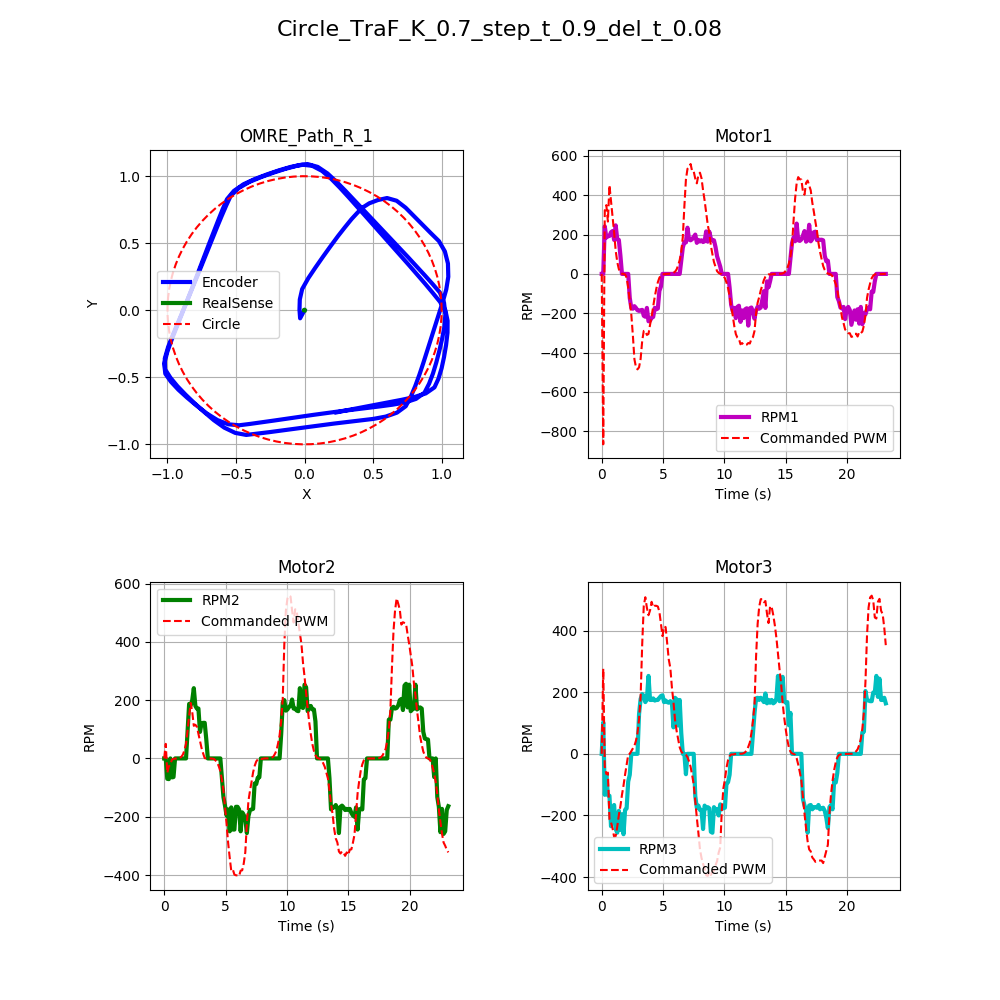 Circle_TraF_K_0.7_step_t_0.9_del_t_0.08
OMRE_Path_R_1
Y
1.0
0.5
0.0
−0.5
−1.0
Encoder
RealSense
Circle
−1.0 −0.5 0.0 0.5 1.0
X
Motor1
RPM
600
400
200
0
−200
−400
−600
−800
RPM1
Commanded PWM
0 5 10 15 20
Time (s)
Motor2
RPM
600
400
200
0
−200
−400
RPM2
Commanded PWM
0 5 10 15 20
Time (s)
Motor3
RPM
400
200
0
−200
−400
RPM3
Commanded PWM
0 5 10 15 20
Time (s)